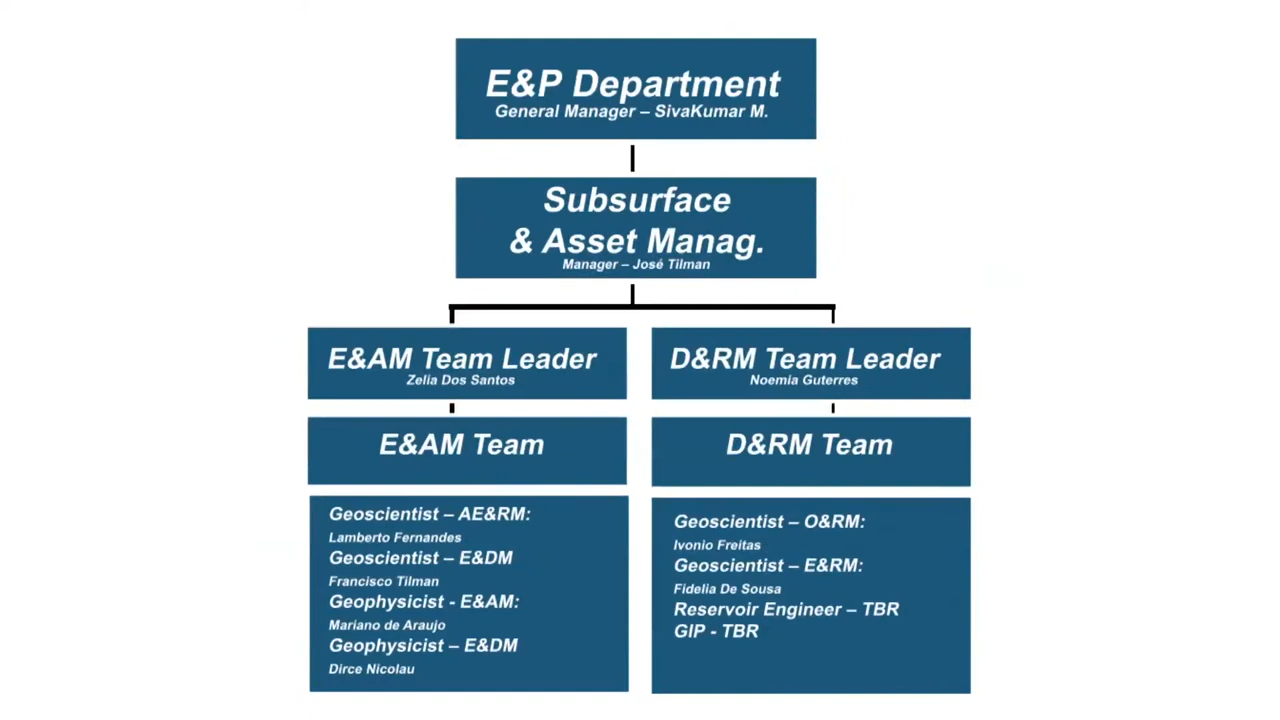 E&P Department
General Manager – SivaKumar M.
Subsurface
& Asset Manag.
Manager – José Tilman
E&AM Team Leader
Zelia Dos Santos
D&RM Team Leader
Noemia Guterres
E&AM Team
D&RM Team
Geoscientist – AE&RM:
Lamberto Fernandes
Geoscientist – E&DM
Francisco Tilman
Geophysicist - E&AM:
Mariano de Araujo
Geophysicist – E&DM
Dirce Nicolau
Geoscientist – O&RM:
Ivonio Freitas
Geoscientist – E&RM:
Fidelia De Sousa
Reservoir Engineer – TBR
GIP - TBR